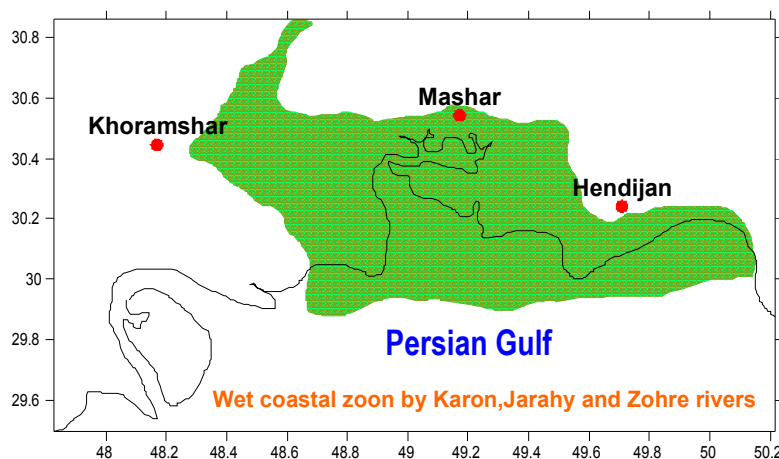 30.8
30.6
30.4
30.2
30
29.8
29.6
Mashar
Khoramshar
Hendijan
Persian Gulf
Wet coastal zoon by Karon,Jarahy and Zohre rivers
48 48.2 48.4 48.6 48.8 49 49.2 49.4 49.6 49.8 50 50.2